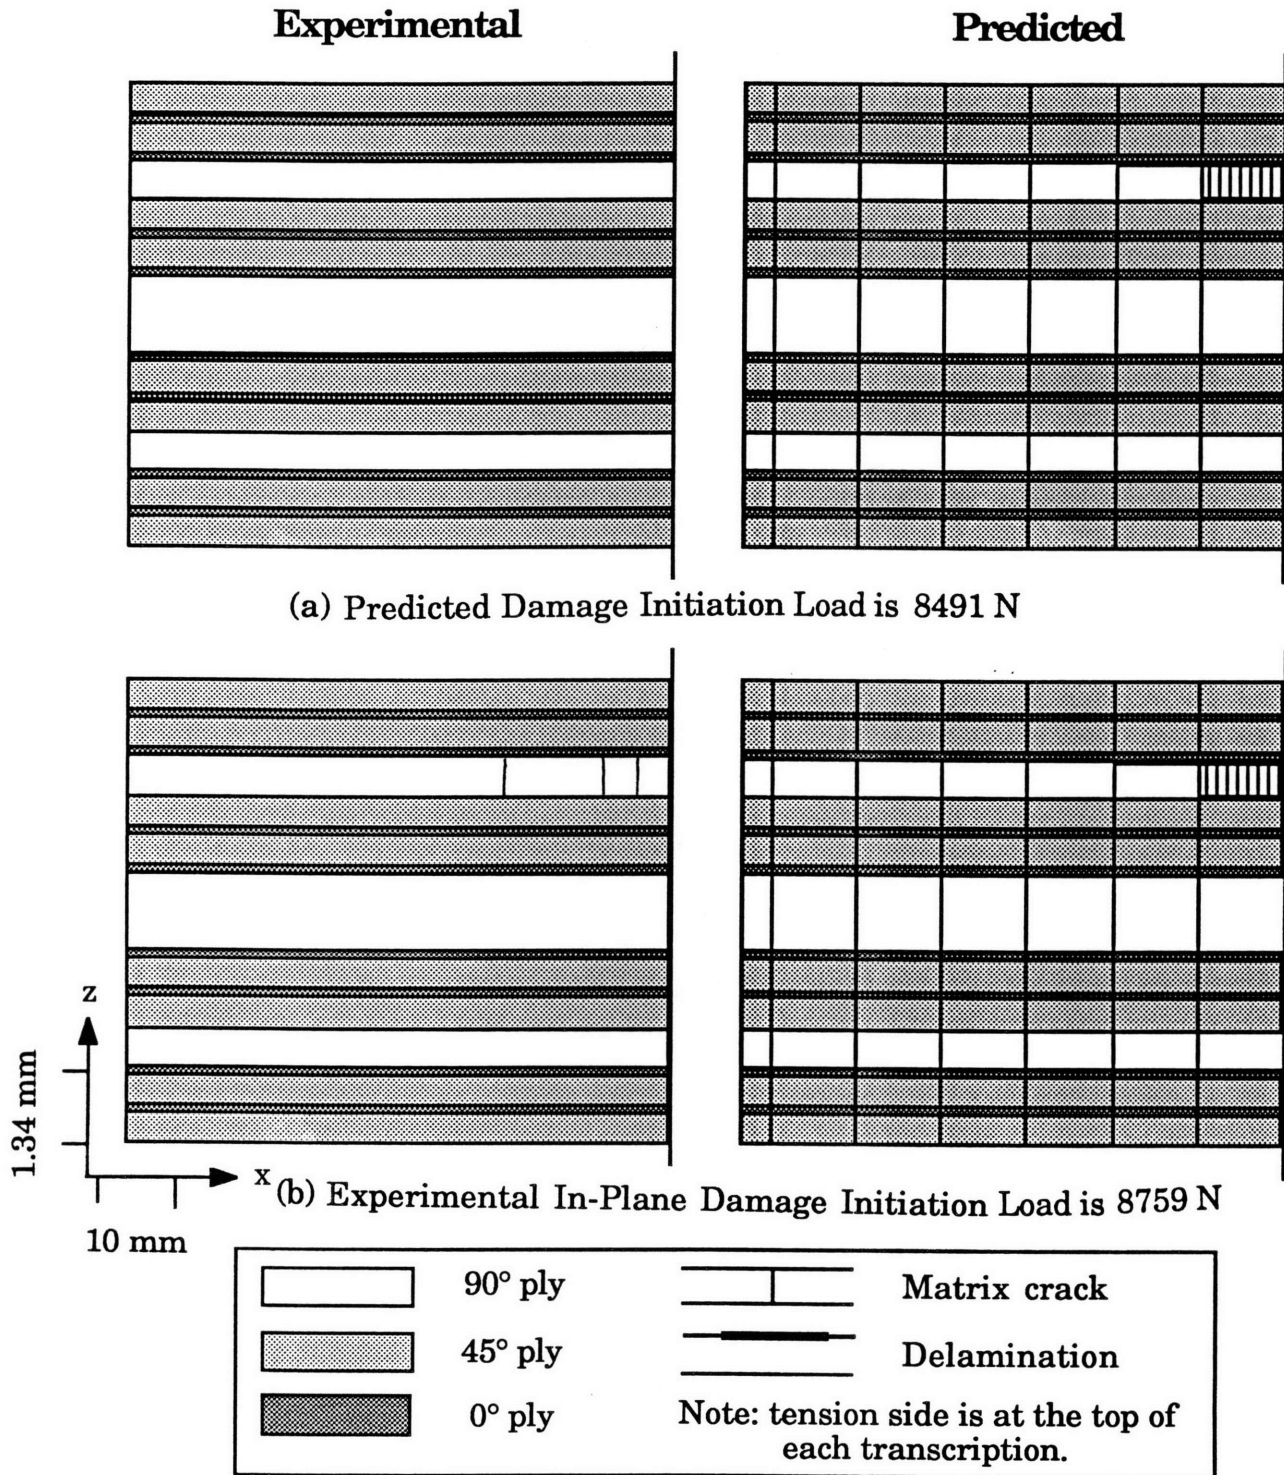 Experimental
Predicted
(a) Predicted Damage Initiation Load is 8491 N
z
1.34 mm
x
(b) Experimental In-Plane Damage Initiation Load is 8759 N
10 mm
90° ply
Matrix crack
45° ply
Delamination
0° ply
Note: tension side is at the top of
each transcription.